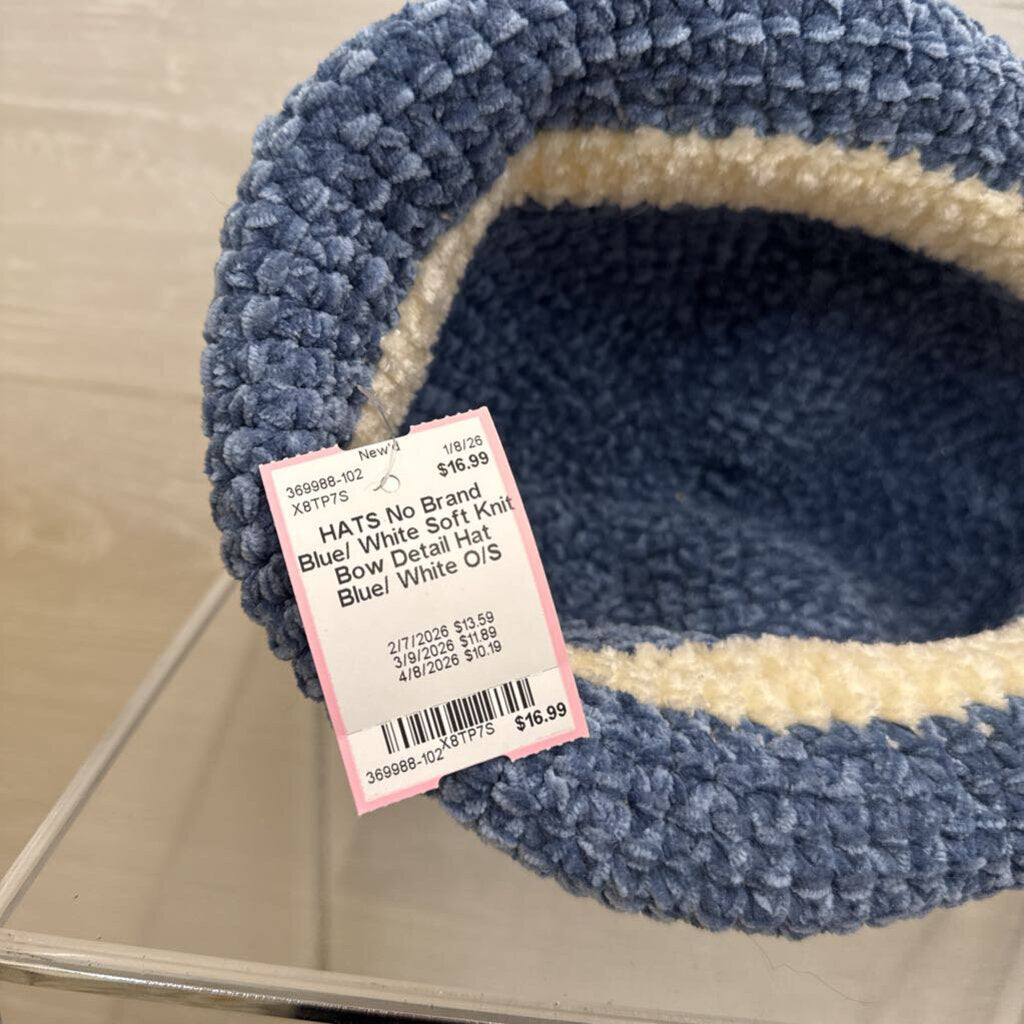 New'd 1/8/26
369988-102 $16.99
X8TP7S
HATS No Brand
Blue/ White Soft Knit
Bow Detail Hat
Blue/ White O/S
2/7/2026 $13.59
3/9/2026 $11.89
4/8/2026 $10.19
369988-102 X8TP7S $16.99